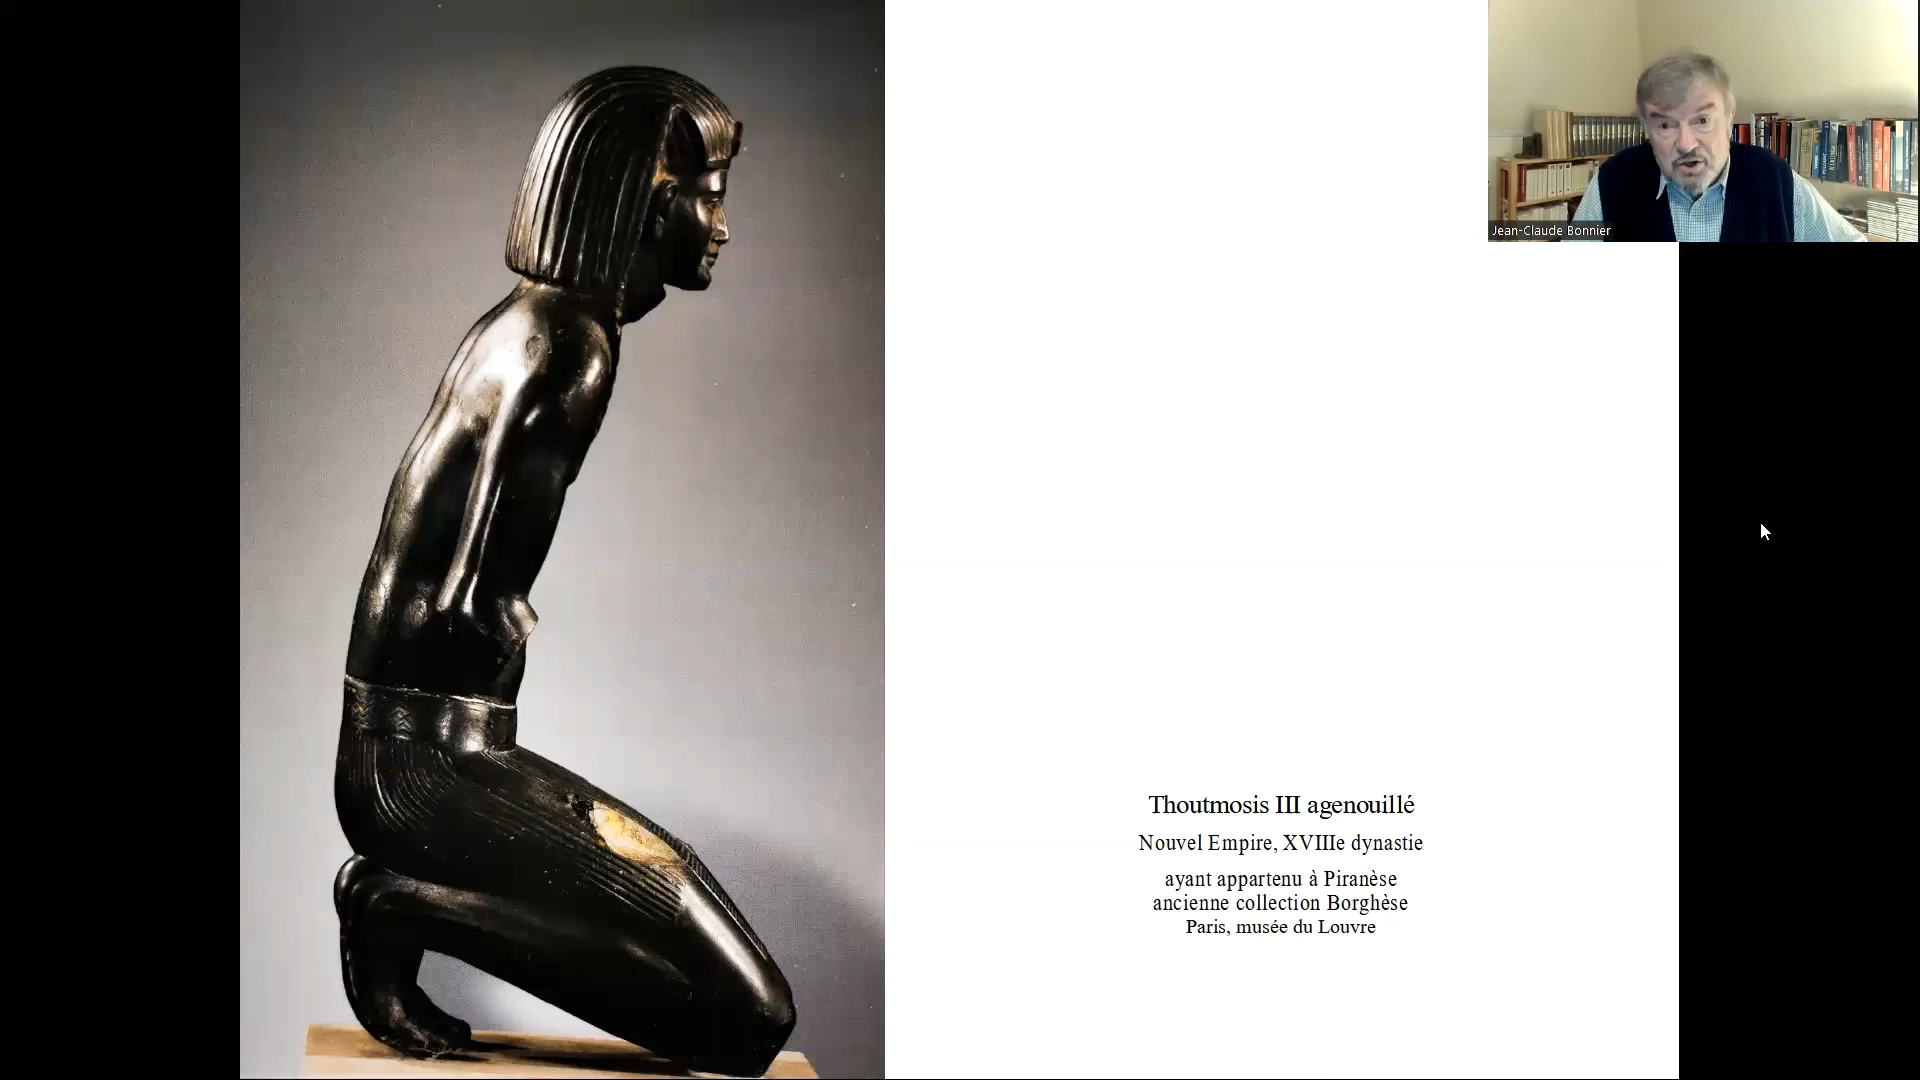 Jean-Claude Bonnier
Thoutmosis III agenouillé
Nouvel Empire, XVIIIe dynastie
ayant appartenu à Piranèse
ancienne collection Borghèse
Paris, musée du Louvre